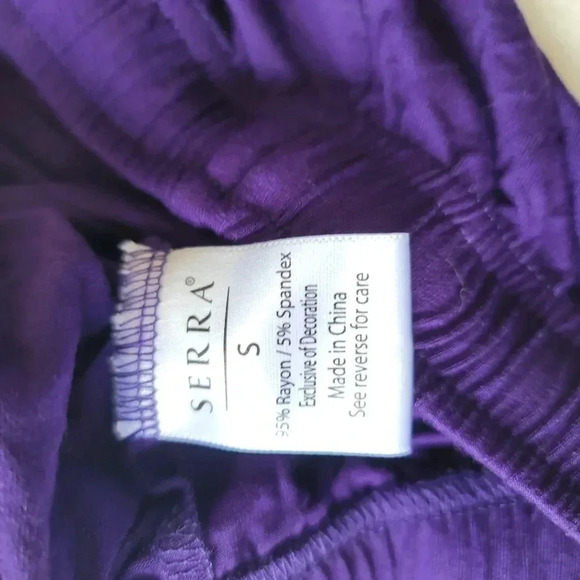 SERRA®
S
95% Rayon / 5% Spandex
Exclusive of Decoration
Made in China
See reverse for care